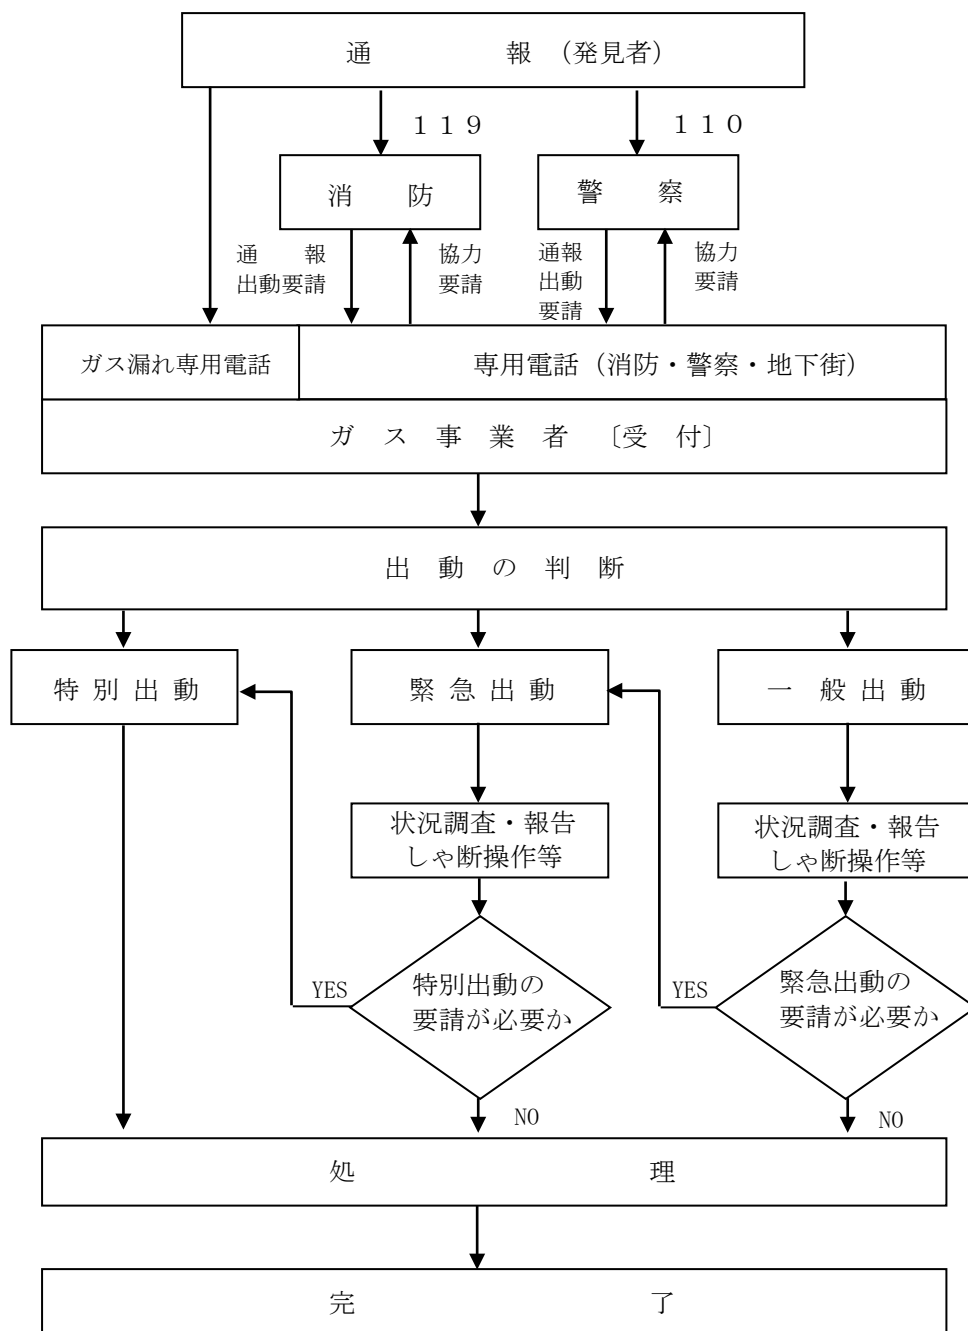 通　報（発見者）
１１９
１１０
消　防
警　察
通　報
出動要請
協力
要請
通報
出動
要請
協力
要請
ガス漏れ専用電話
専用電話（消防・警察・地下街）
ガス事業者〔受付〕
出動の判断
特別出動
緊急出動
一般出動
状況調査・報告
しゃ断操作等
状況調査・報告
しゃ断操作等
YES
特別出動の
要請が必要か
YES
緊急出動の
要請が必要か
NO
NO
処　理
完　了